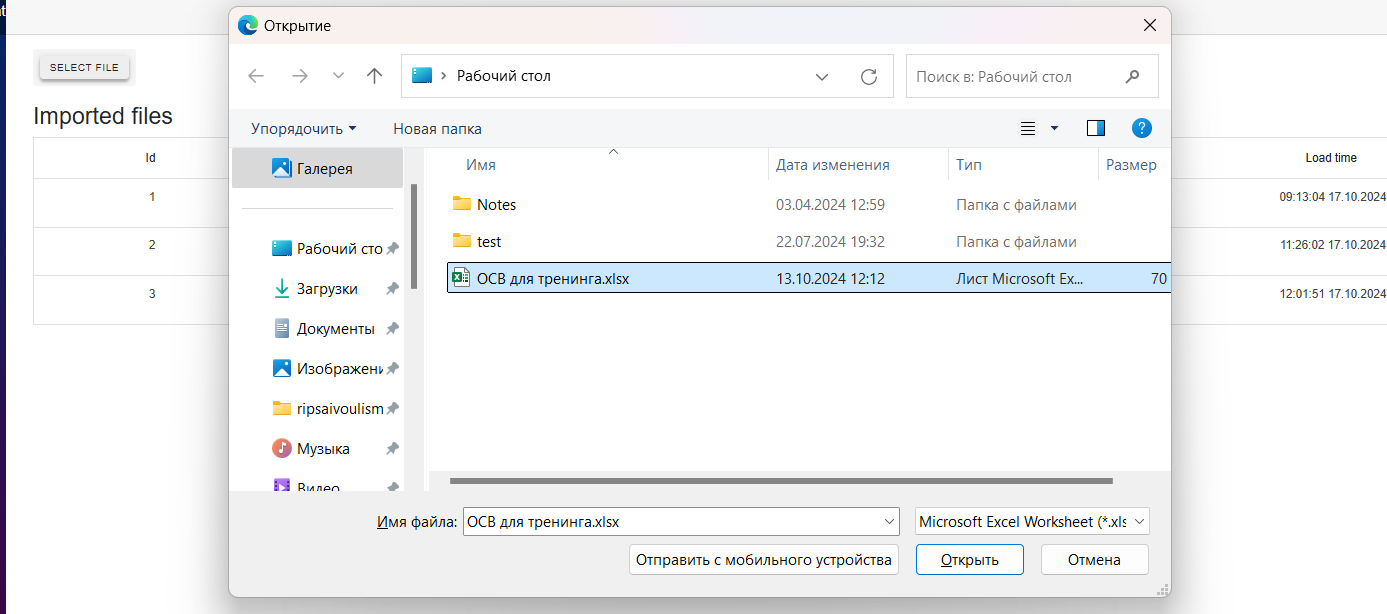 Открытие
SELECT FILE
Рабочий стол
Поиск в: Рабочий стол
Imported files
Упорядочить
Новая папка
?
Id
Load time
Галерея
Имя
Дата изменения
Тип
Размер
1
09:13:04 17.10.2024
Notes
03.04.2024 12:59
Папка с файлами
2
11:26:02 17.10.2024
Рабочий сто
test
22.07.2024 19:32
Папка с файлами
3
12:01:51 17.10.2024
Загрузки
ОСВ для тренинга.xlsx
13.10.2024 12:12
Лист Microsoft Ex...
70
Документы
Изображени
ripsaivoulism
Музыка
Видео
Имя файла:
ОСВ для тренинга.xlsx
Microsoft Excel Worksheet (*.xls
Отправить с мобильного устройства
Открыть
Отмена